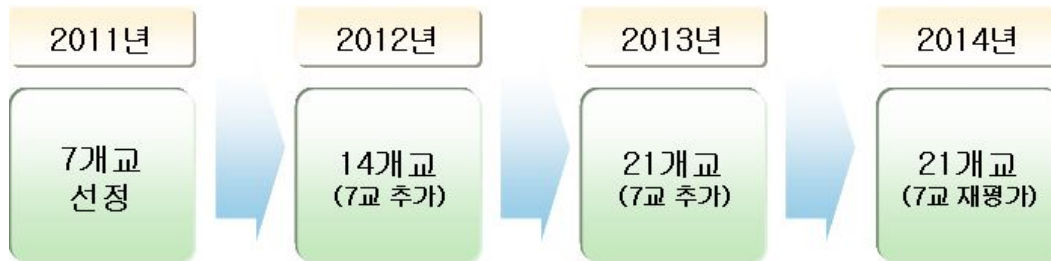 2011년
2012년
2013년
2014년
7개교
선정
14개교
(7교 추가)
21개교
(7교 추가)
21개교
(7교 재평가)